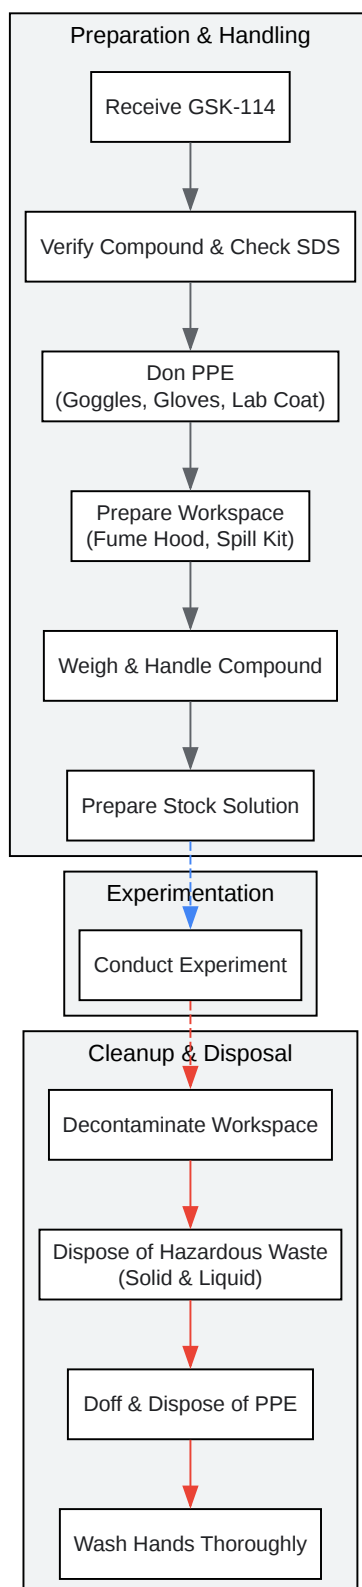 Preparation & Handling
Receive GSK-114
Verify Compound & Check SDS
Don PPE
(Goggles, Gloves, Lab Coat)
Prepare Workspace
(Fume Hood, Spill Kit)
Weigh & Handle Compound
Prepare Stock Solution
Experimentation
Conduct Experiment
Cleanup & Disposal
Decontaminate Workspace
Dispose of Hazardous Waste
(Solid & Liquid)
Doff & Dispose of PPE
Wash Hands Thoroughly